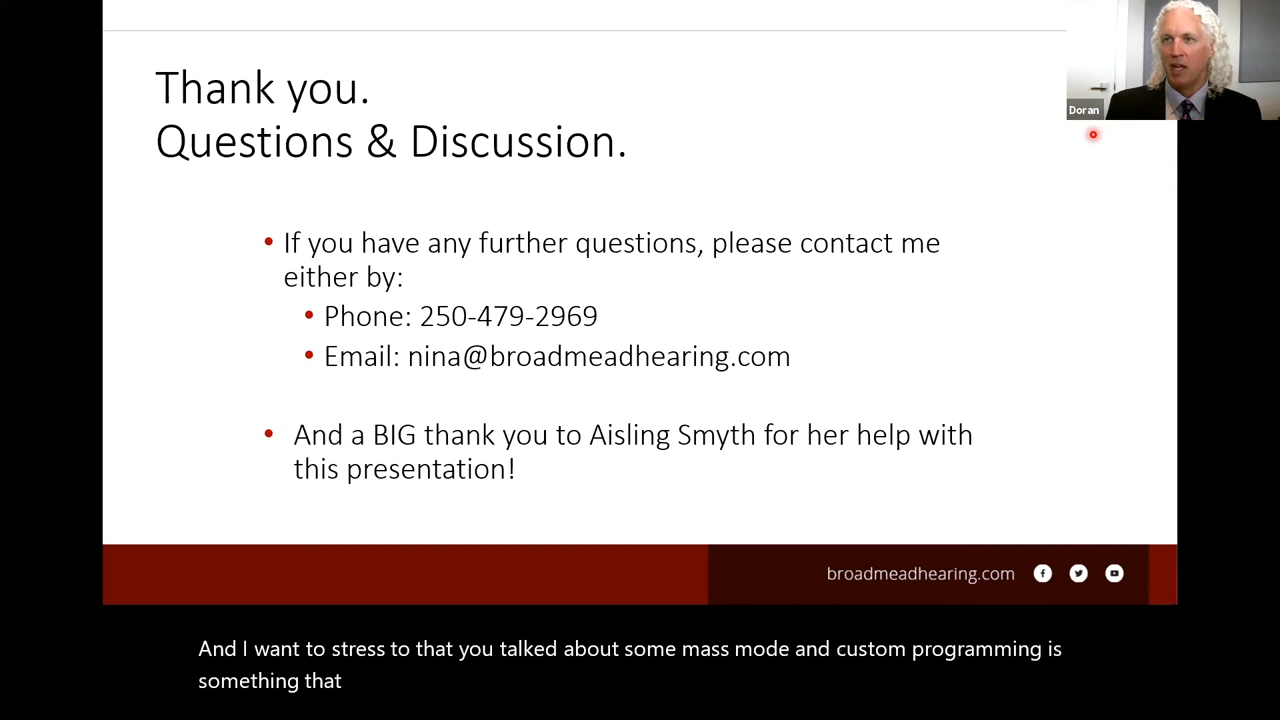 Thank you.
Questions & Discussion.
Doran
• If you have any further questions, please contact me
either by:
• Phone: 250-479-2969
• Email: nina@broadmeadhearing.com
• And a BIG thank you to Aisling Smyth for her help with
this presentation!
broadmeadhearing.com
And I want to stress to that you talked about some mass mode and custom programming is
something that